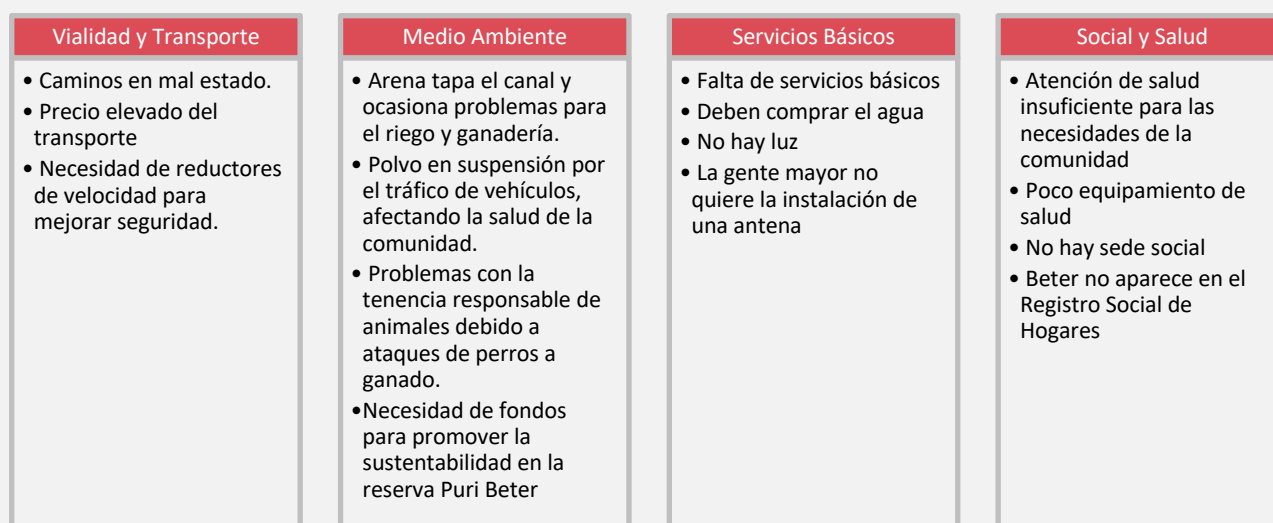 Vialidad y Transporte
• Caminos en mal estado.
• Precio elevado del
transporte
• Necesidad de reductores
de velocidad para
mejorar seguridad.
Medio Ambiente
• Arena tapa el canal y
ocasiona problemas para
el riego y ganadería.
• Polvo en suspensión por
el tráfico de vehículos,
afectando la salud de la
comunidad.
• Problemas con la
tenencia responsable de
animales debido a
ataques de perros a
ganado.
•Necesidad de fondos
para promover la
sustentabilidad en la
reserva Puri Beter
Servicios Básicos
• Falta de servicios básicos
• Deben comprar el agua
• No hay luz
• La gente mayor no
quiere la instalación de
una antena
Social y Salud
• Atención de salud
insuficiente para las
necesidades de la
comunidad
• Poco equipamiento de
salud
• No hay sede social
• Beter no aparece en el
Registro Social de
Hogares